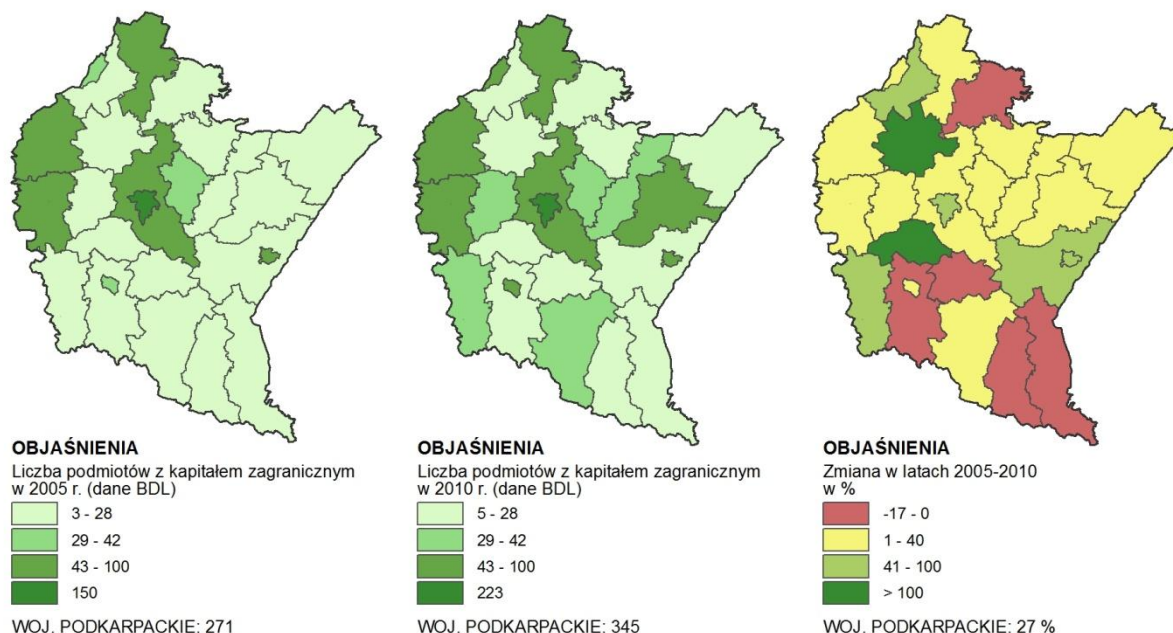 OBJAŚNIENIA
Liczba podmiotów z kapitałem zagranicznym
w 2005 r. (dane BDL)
3 - 28
29 - 42
43 - 100
150
WOJ. PODKARPACKIE: 271
OBJAŚNIENIA
Liczba podmiotów z kapitałem zagranicznym
w 2010 r. (dane BDL)
5 - 28
29 - 42
43 - 100
223
WOJ. PODKARPACKIE: 345
OBJAŚNIENIA
Zmiana w latach 2005-2010
w %
-17 - 0
1 - 40
41 - 100
> 100
WOJ. PODKARPACKIE: 27 %